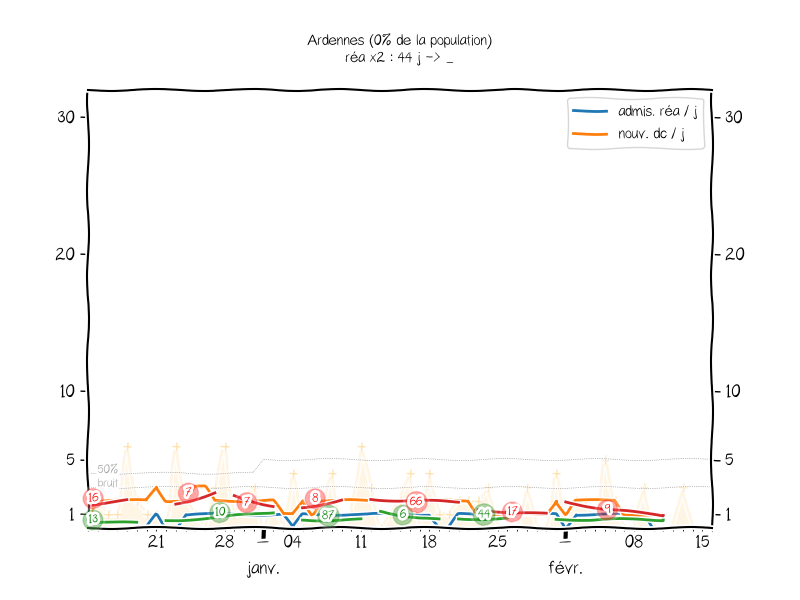 Ardennes (0% de la population)
réa x2 : 44 j -> _
admis. réa / j
nouv. dc / j
30 30
20 20
10 10
5 5
1 1
50%
bruit
16 7 7 8 66 17 9
13 10 87 6 44
21 28 04 11 18 25 08 15
janv. févr.